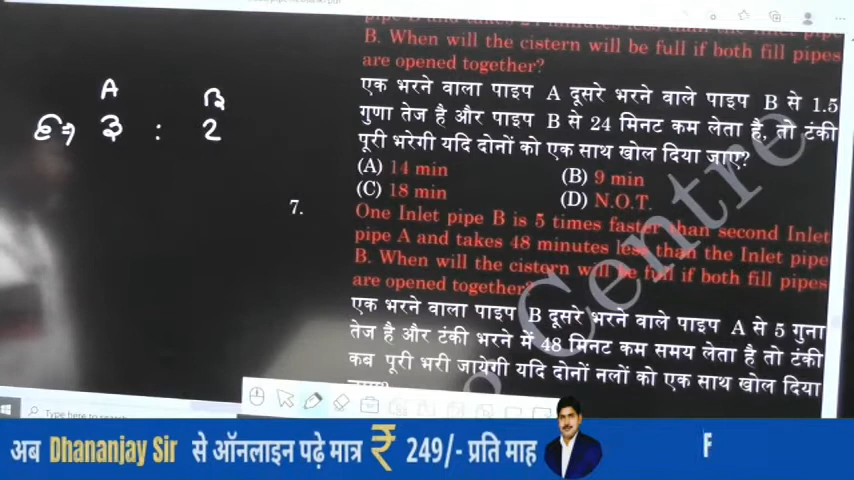 B. When will the cistern will be full if both fill pipes
are opened together?
एक भरने वाला पाइप A दूसरे भरने वाले पाइप B से 1.5
गुणा तेज है और पाइप B से 24 मिनट कम लेता है, तो टंकी
पूरी भरेगी यदि दोनों को एक साथ खोल दिया जाए?
(A) 14 min (B) 9 min
(C) 18 min (D) N.O.T.
7. One Inlet pipe B is 5 times faster than second Inlet
pipe A and takes 48 minutes less than the Inlet pipe
B. When will the cistern will be full if both fill pipes
are opened together?
एक भरने वाला पाइप B दूसरे भरने वाले पाइप A से 5 गुना
तेज है और टंकी भरने में 48 मिनट कम समय लेता है तो टंकी
कब पूरी भरी जायेगी यदि दोनों नलों को एक साथ खोल दिया
A B
3 : 2
Centre
Type here to search
अब Dhananjay Sir से ऑनलाइन पढ़े मात्र ₹ 249/- प्रति माह
F